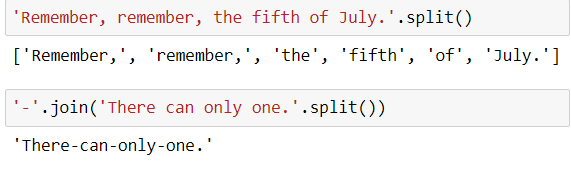 'Remember, remember, the fifth of July.'.split()
['Remember,', 'remember,', 'the', 'fifth', 'of', 'July.']
'-'.join('There can only one.'.split())
'There-can-only-one.'